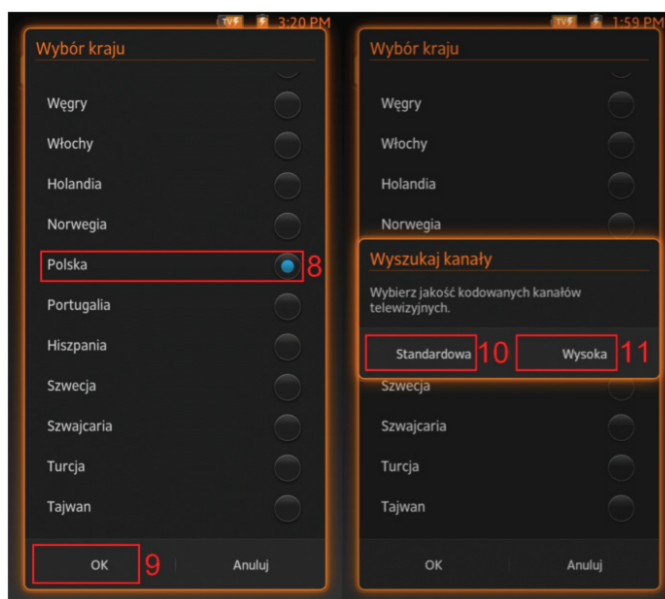 3:20 PM
Wybór kraju
Węgry
Włochy
Holandia
Norwegia
Polska
8
Portugalia
Hiszpania
Szwecja
Szwajcaria
Turcja
Tajwan
OK
9
Anuluj
1:59 PM
Wybór kraju
Węgry
Włochy
Holandia
Norwegia
Wyszukaj kanały
Wybierz jakość kodowanych kanałów
telewizyjnych.
Standardowa
10
Wysoka
11
Szwecja
Szwajcaria
Turcja
Tajwan
OK
Anuluj